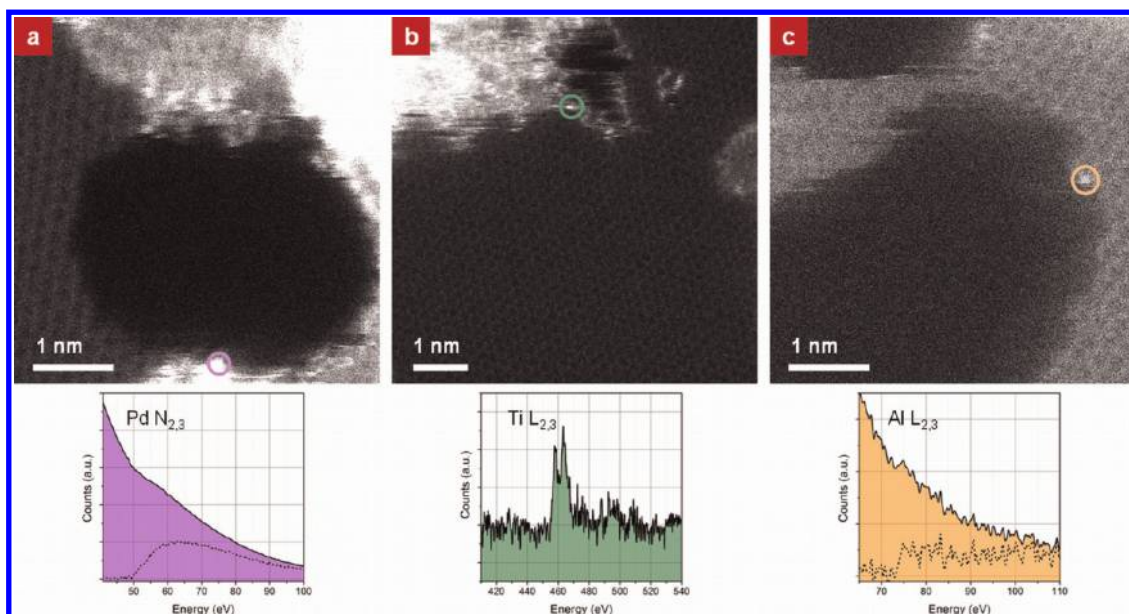 a
b
c
1 nm
1 nm
1 nm
Pd N2,3
Counts (a.u.)
50 60 70 80 90 100
Energy (eV)
Ti L2,3
Counts (a.u.)
420 440 460 480 500 520 540
Energy (eV)
Al L2,3
Counts (a.u.)
70 80 90 100 110
Energy (eV)